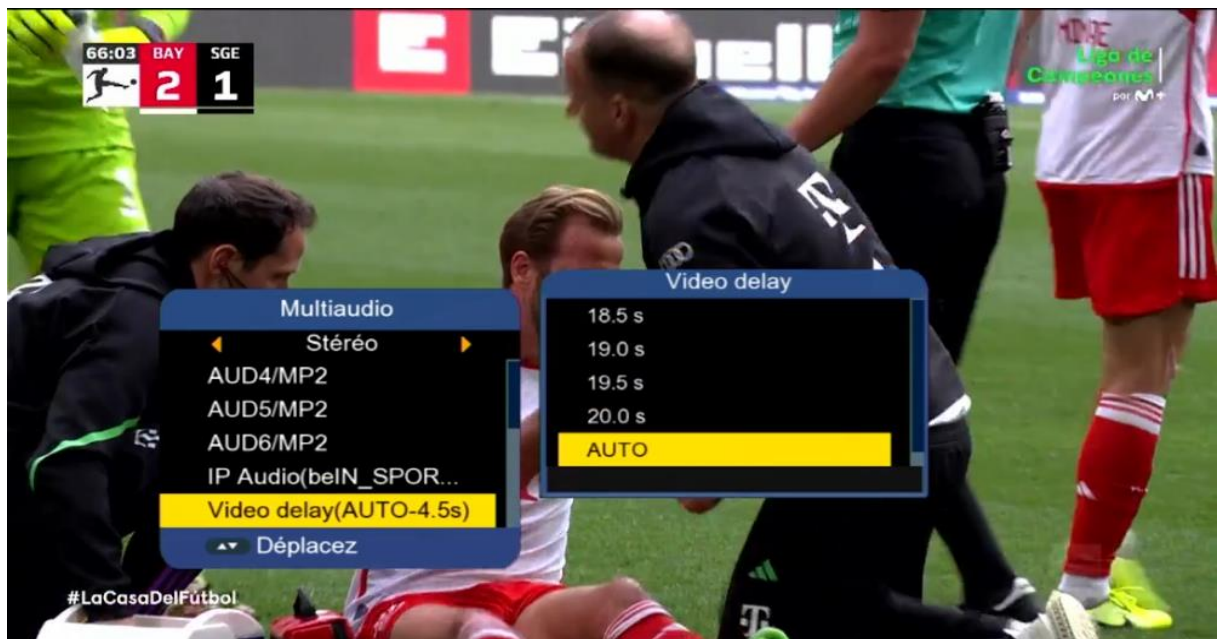 66:03 BAY SGE
2 1
Liga de
Campeones
por M+
Multiaudio
Stéréo
AUD4/MP2
AUD5/MP2
AUD6/MP2
IP Audio(beIN_SPOR...
Video delay(AUTO-4.5s)
Déplacez
Video delay
18.5 s
19.0 s
19.5 s
20.0 s
AUTO
T
T
#LaCasaDelFútbol